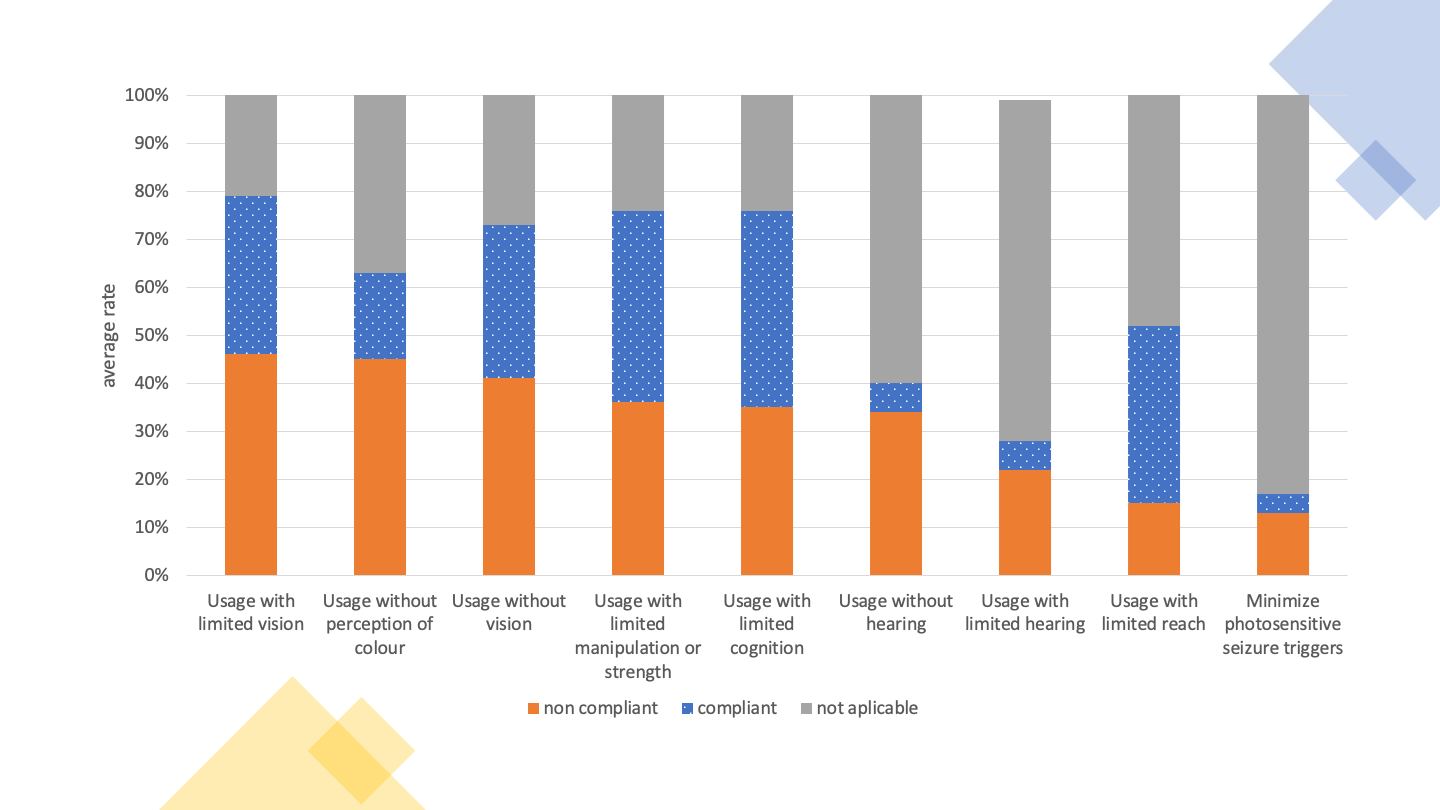 100%
90%
80%
70%
60%
50%
40%
30%
20%
10%
0%
average rate
Usage with
limited vision
Usage without
perception of
colour
Usage without
vision
Usage with
limited
manipulation or
strength
Usage with
limited
cognition
Usage without
hearing
Usage with
limited hearing
Usage with
limited reach
Minimize
photosensitive
seizure triggers
non compliant
compliant
not aplicable